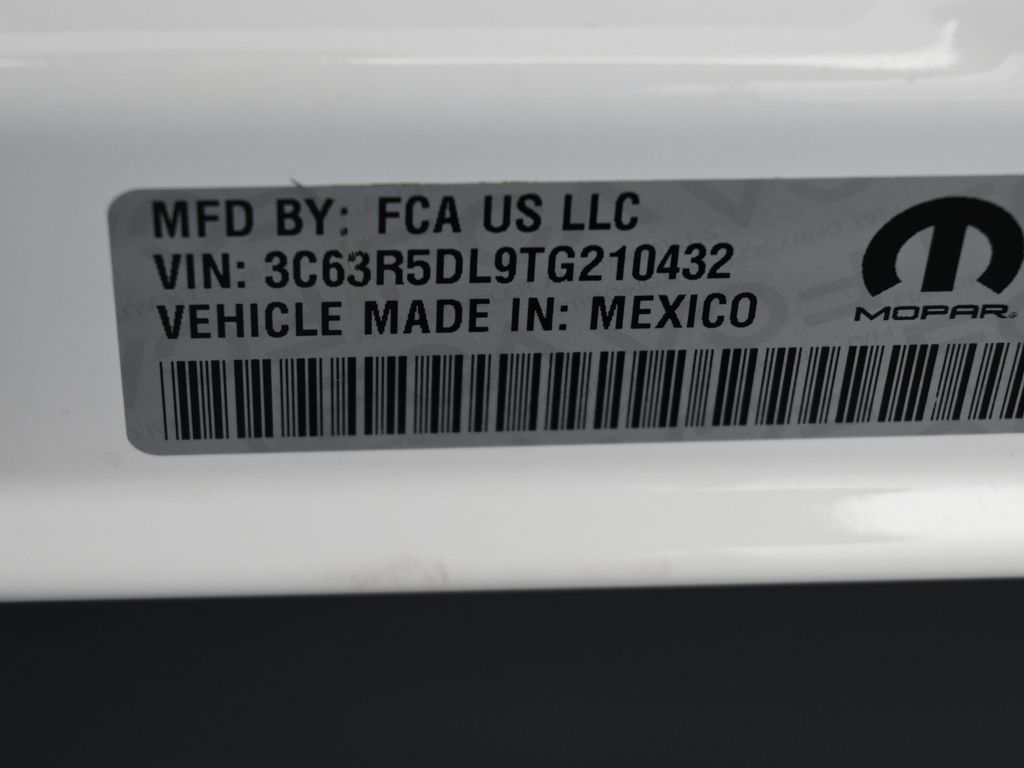 MFD BY: FCA US LLC
VIN: 3C63R5DL9TG210432
VEHICLE MADE IN: MEXICO
MOPAR